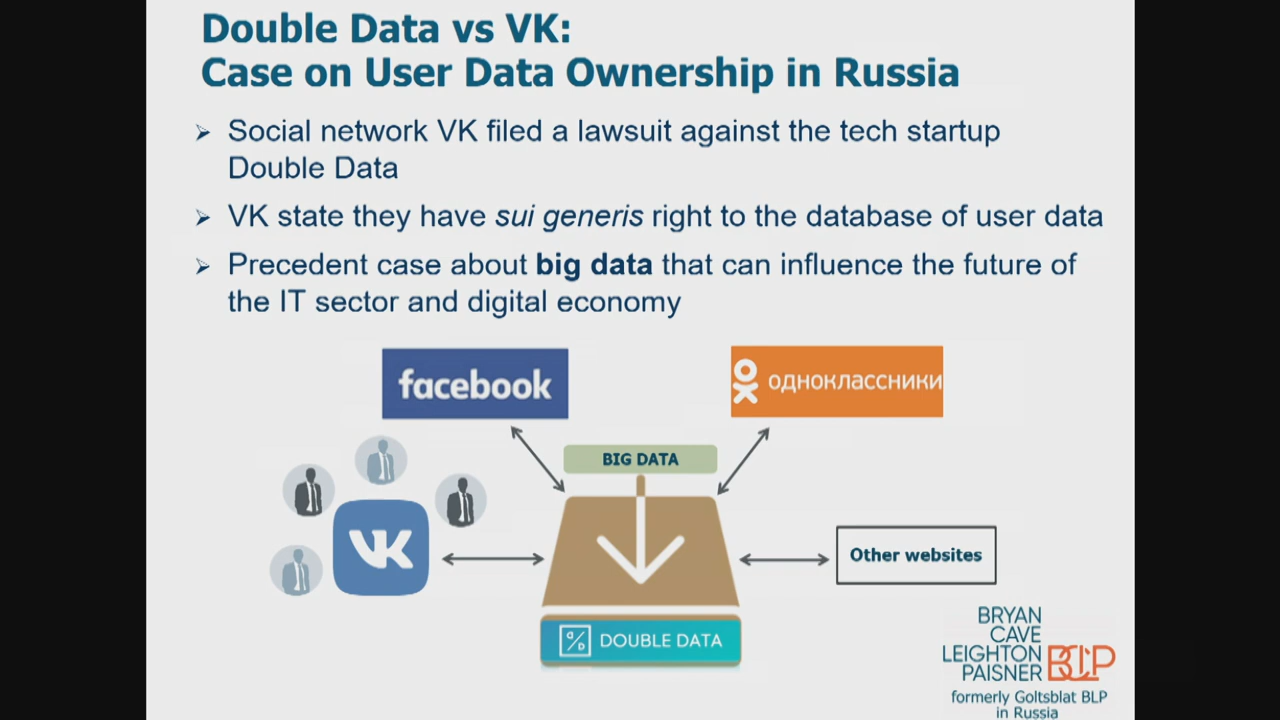 Double Data vs VK:
Case on User Data Ownership in Russia
➢ Social network VK filed a lawsuit against the tech startup
Double Data
➢ VK state they have sui generis right to the database of user data
➢ Precedent case about big data that can influence the future of
the IT sector and digital economy
facebook
одноклассники
BIG DATA
VK
Other websites
D/D DOUBLE DATA
BRYAN
CAVE
LEIGHTON
PAISNER BCLP
formerly Goltsblat BLP
in Russia